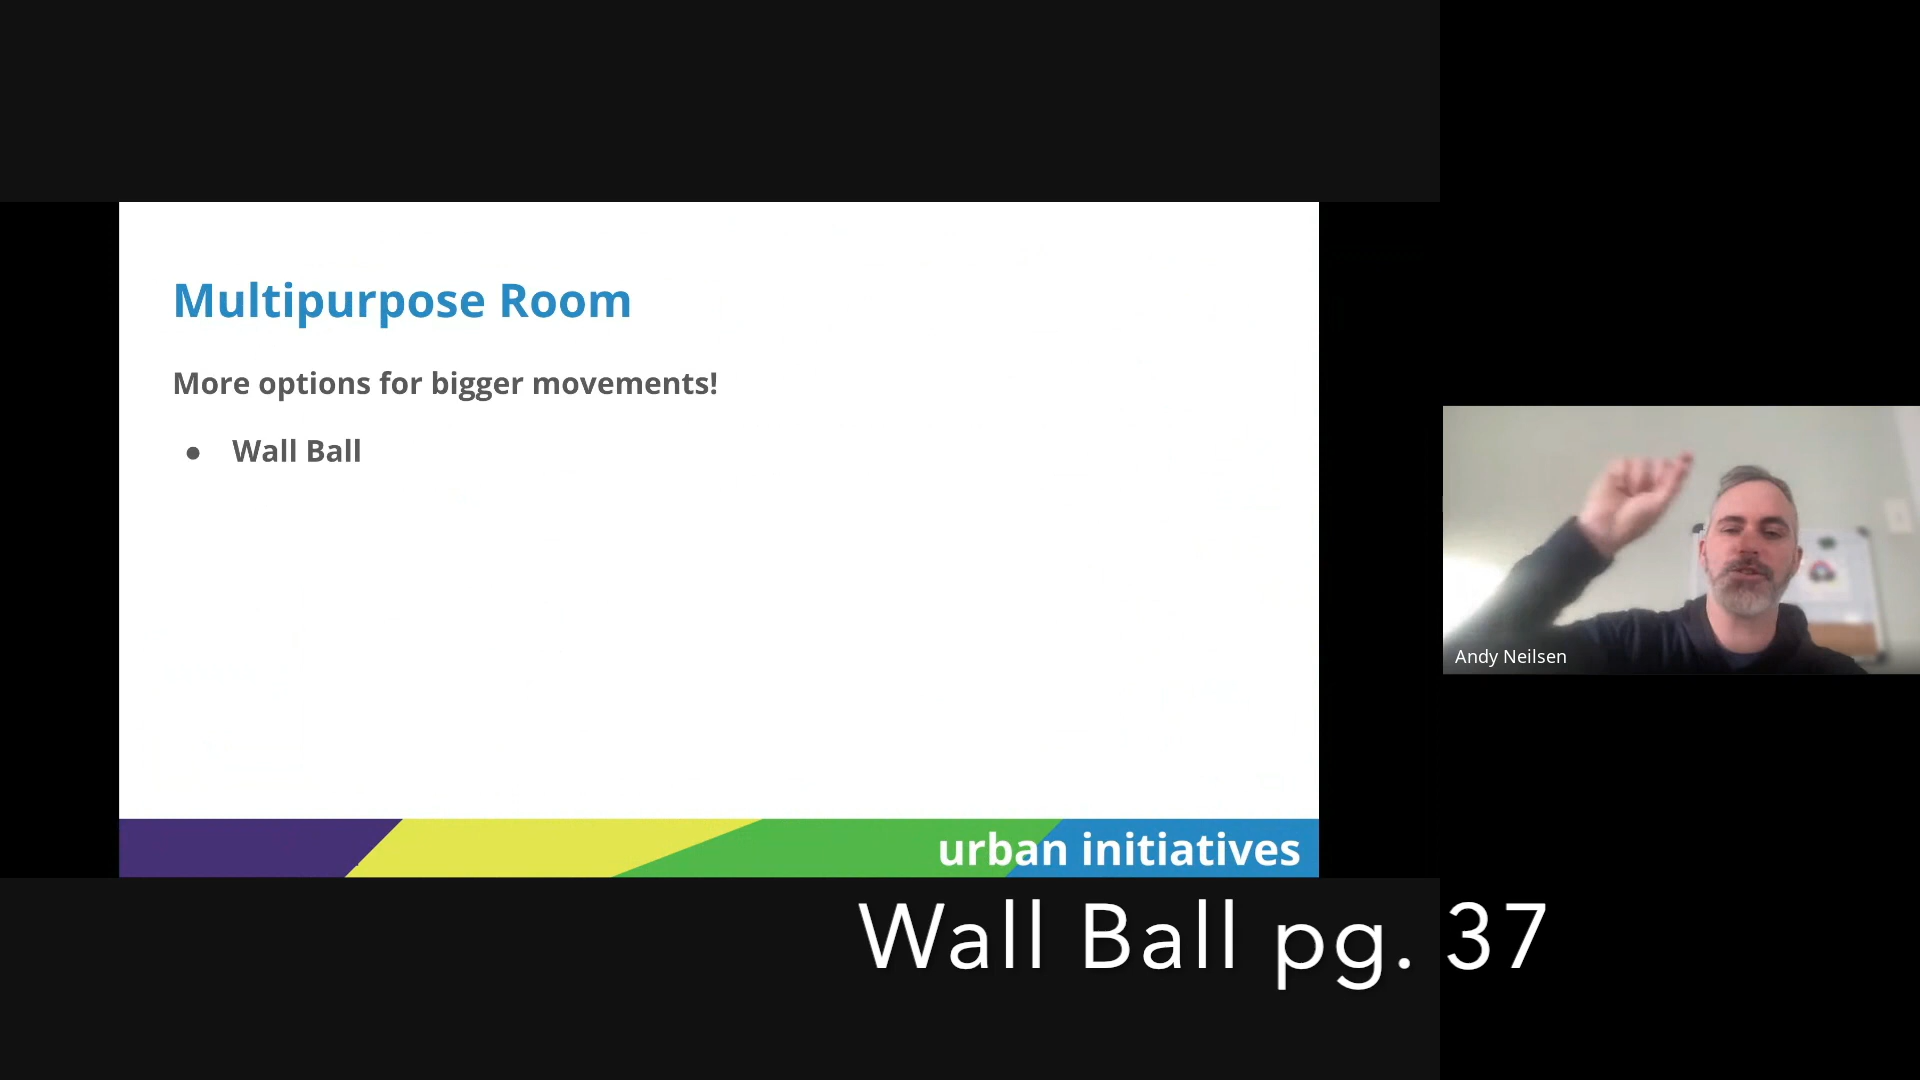 Multipurpose Room
More options for bigger movements!
● Wall Ball
urban initiatives
Andy Neilsen
Wall Ball pg. 37